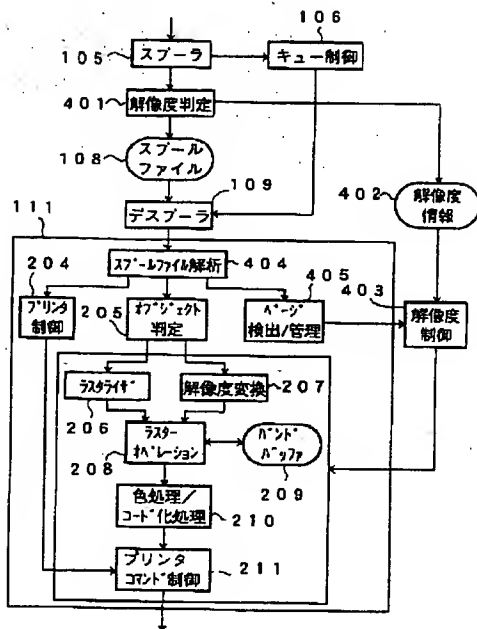 106
スプーラ
キュー制御
105
401
解像度判定
スプール
ファイル
108
109
402
解像度
情報
デスプーラ
111
スプールファイル解析
404
204
プリンタ
制御
205
オブジェクト
判定
405
ページ
検出/管理
403
解像度
制御
ラスタライザ
206
解像度変換
207
ラスター
オペレーション
208
バンド
バッファ
209
色処理/
コード化処理
210
プリンタ
コマンド制御
211